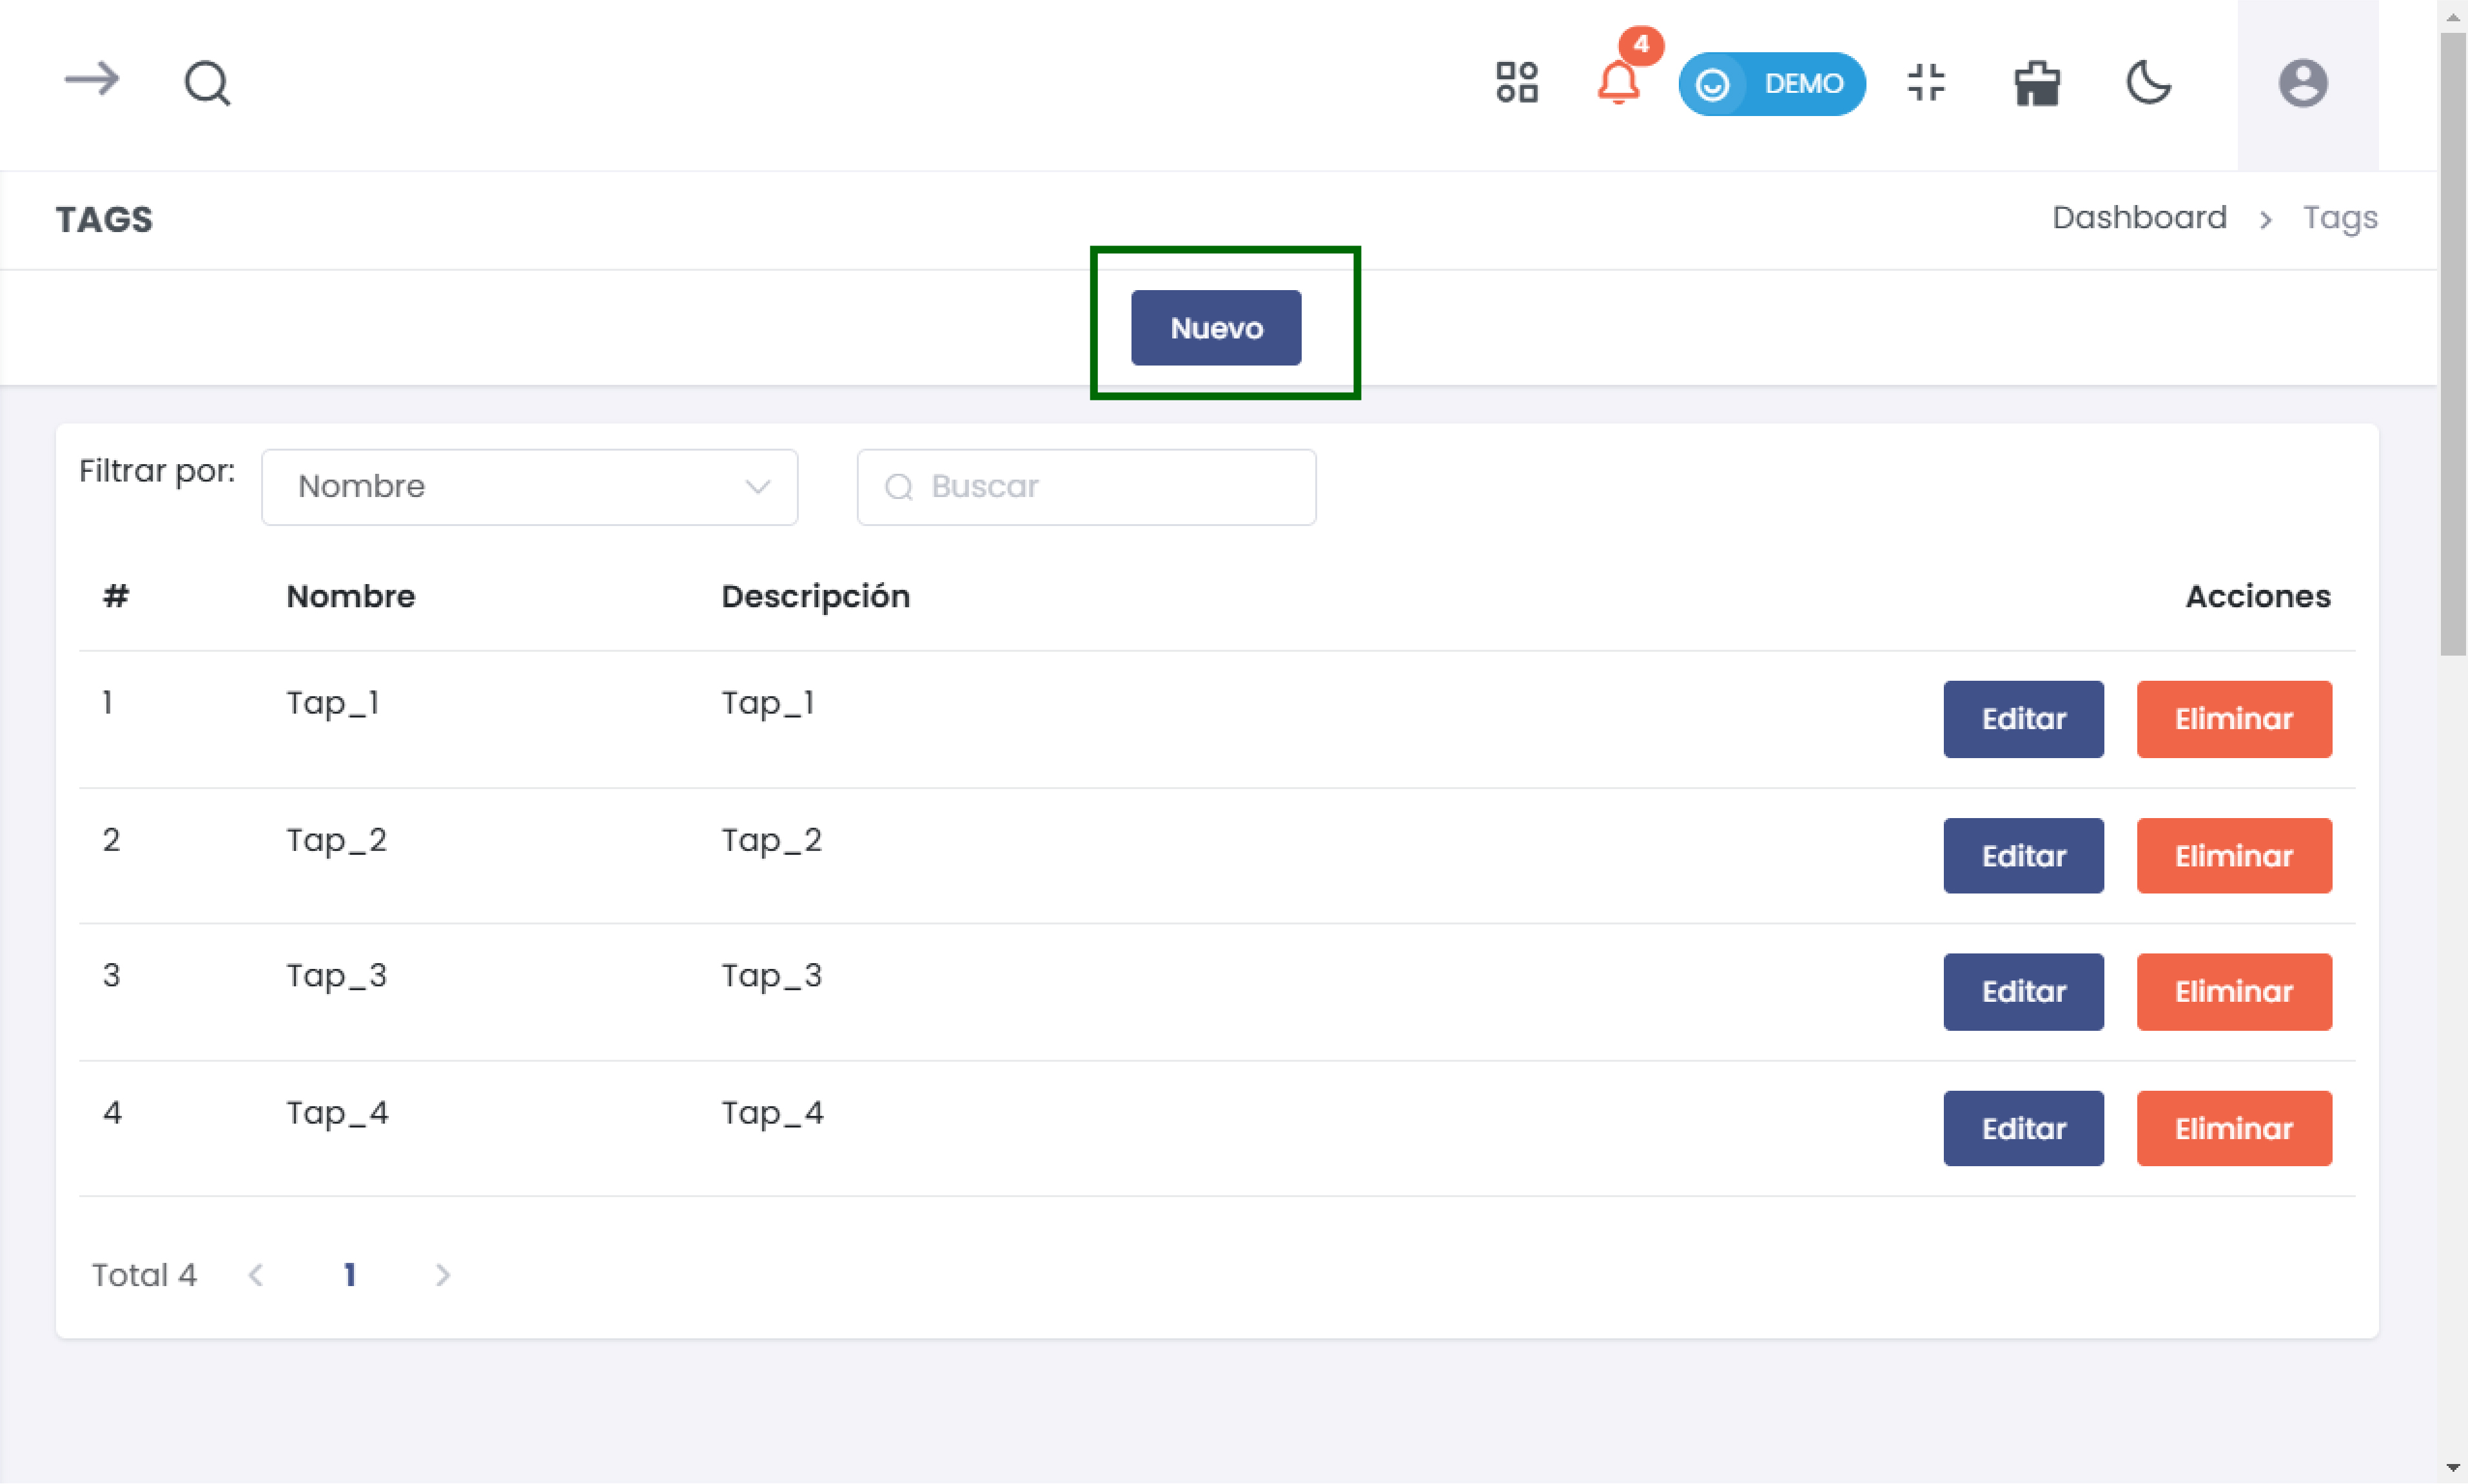 4
DEMO
TAGS
Dashboard > Tags
Nuevo
Filtrar por: Nombre Buscar
# Nombre Descripción Acciones
1 Tap_1 Tap_1 Editar Eliminar
2 Tap_2 Tap_2 Editar Eliminar
3 Tap_3 Tap_3 Editar Eliminar
4 Tap_4 Tap_4 Editar Eliminar
Total 4 < 1 >